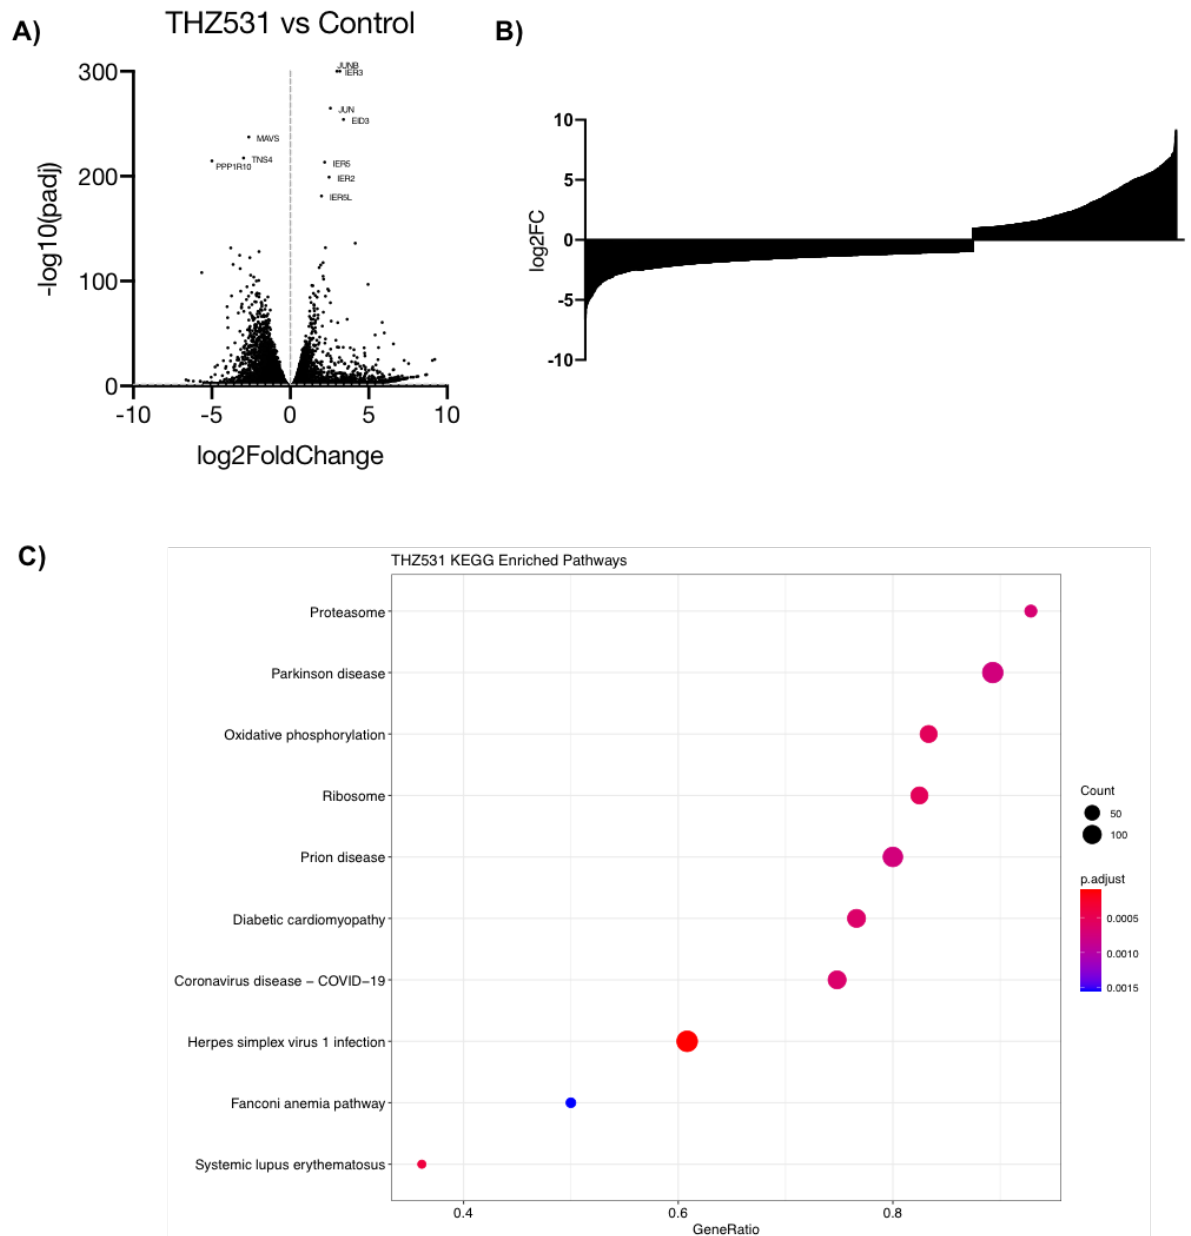 A)
THZ531 vs Control
300
JUNB
IER3
JUN
EID3
MAVS
TNS4
PPP1R10
IER5
IER2
IER5L
200
100
0
-log10(padj)
-10
-5
0
5
10
log2FoldChange
B)
10
5
0
-5
-10
log2FC
C)
THZ531 KEGG Enriched Pathways
Proteasome
Parkinson disease
Oxidative phosphorylation
Ribosome
Prion disease
Diabetic cardiomyopathy
Coronavirus disease − COVID−19
Herpes simplex virus 1 infection
Fanconi anemia pathway
Systemic lupus erythematosus
0.4
0.6
0.8
GeneRatio
Count
50
100
p.adjust
0.0005
0.0010
0.0015